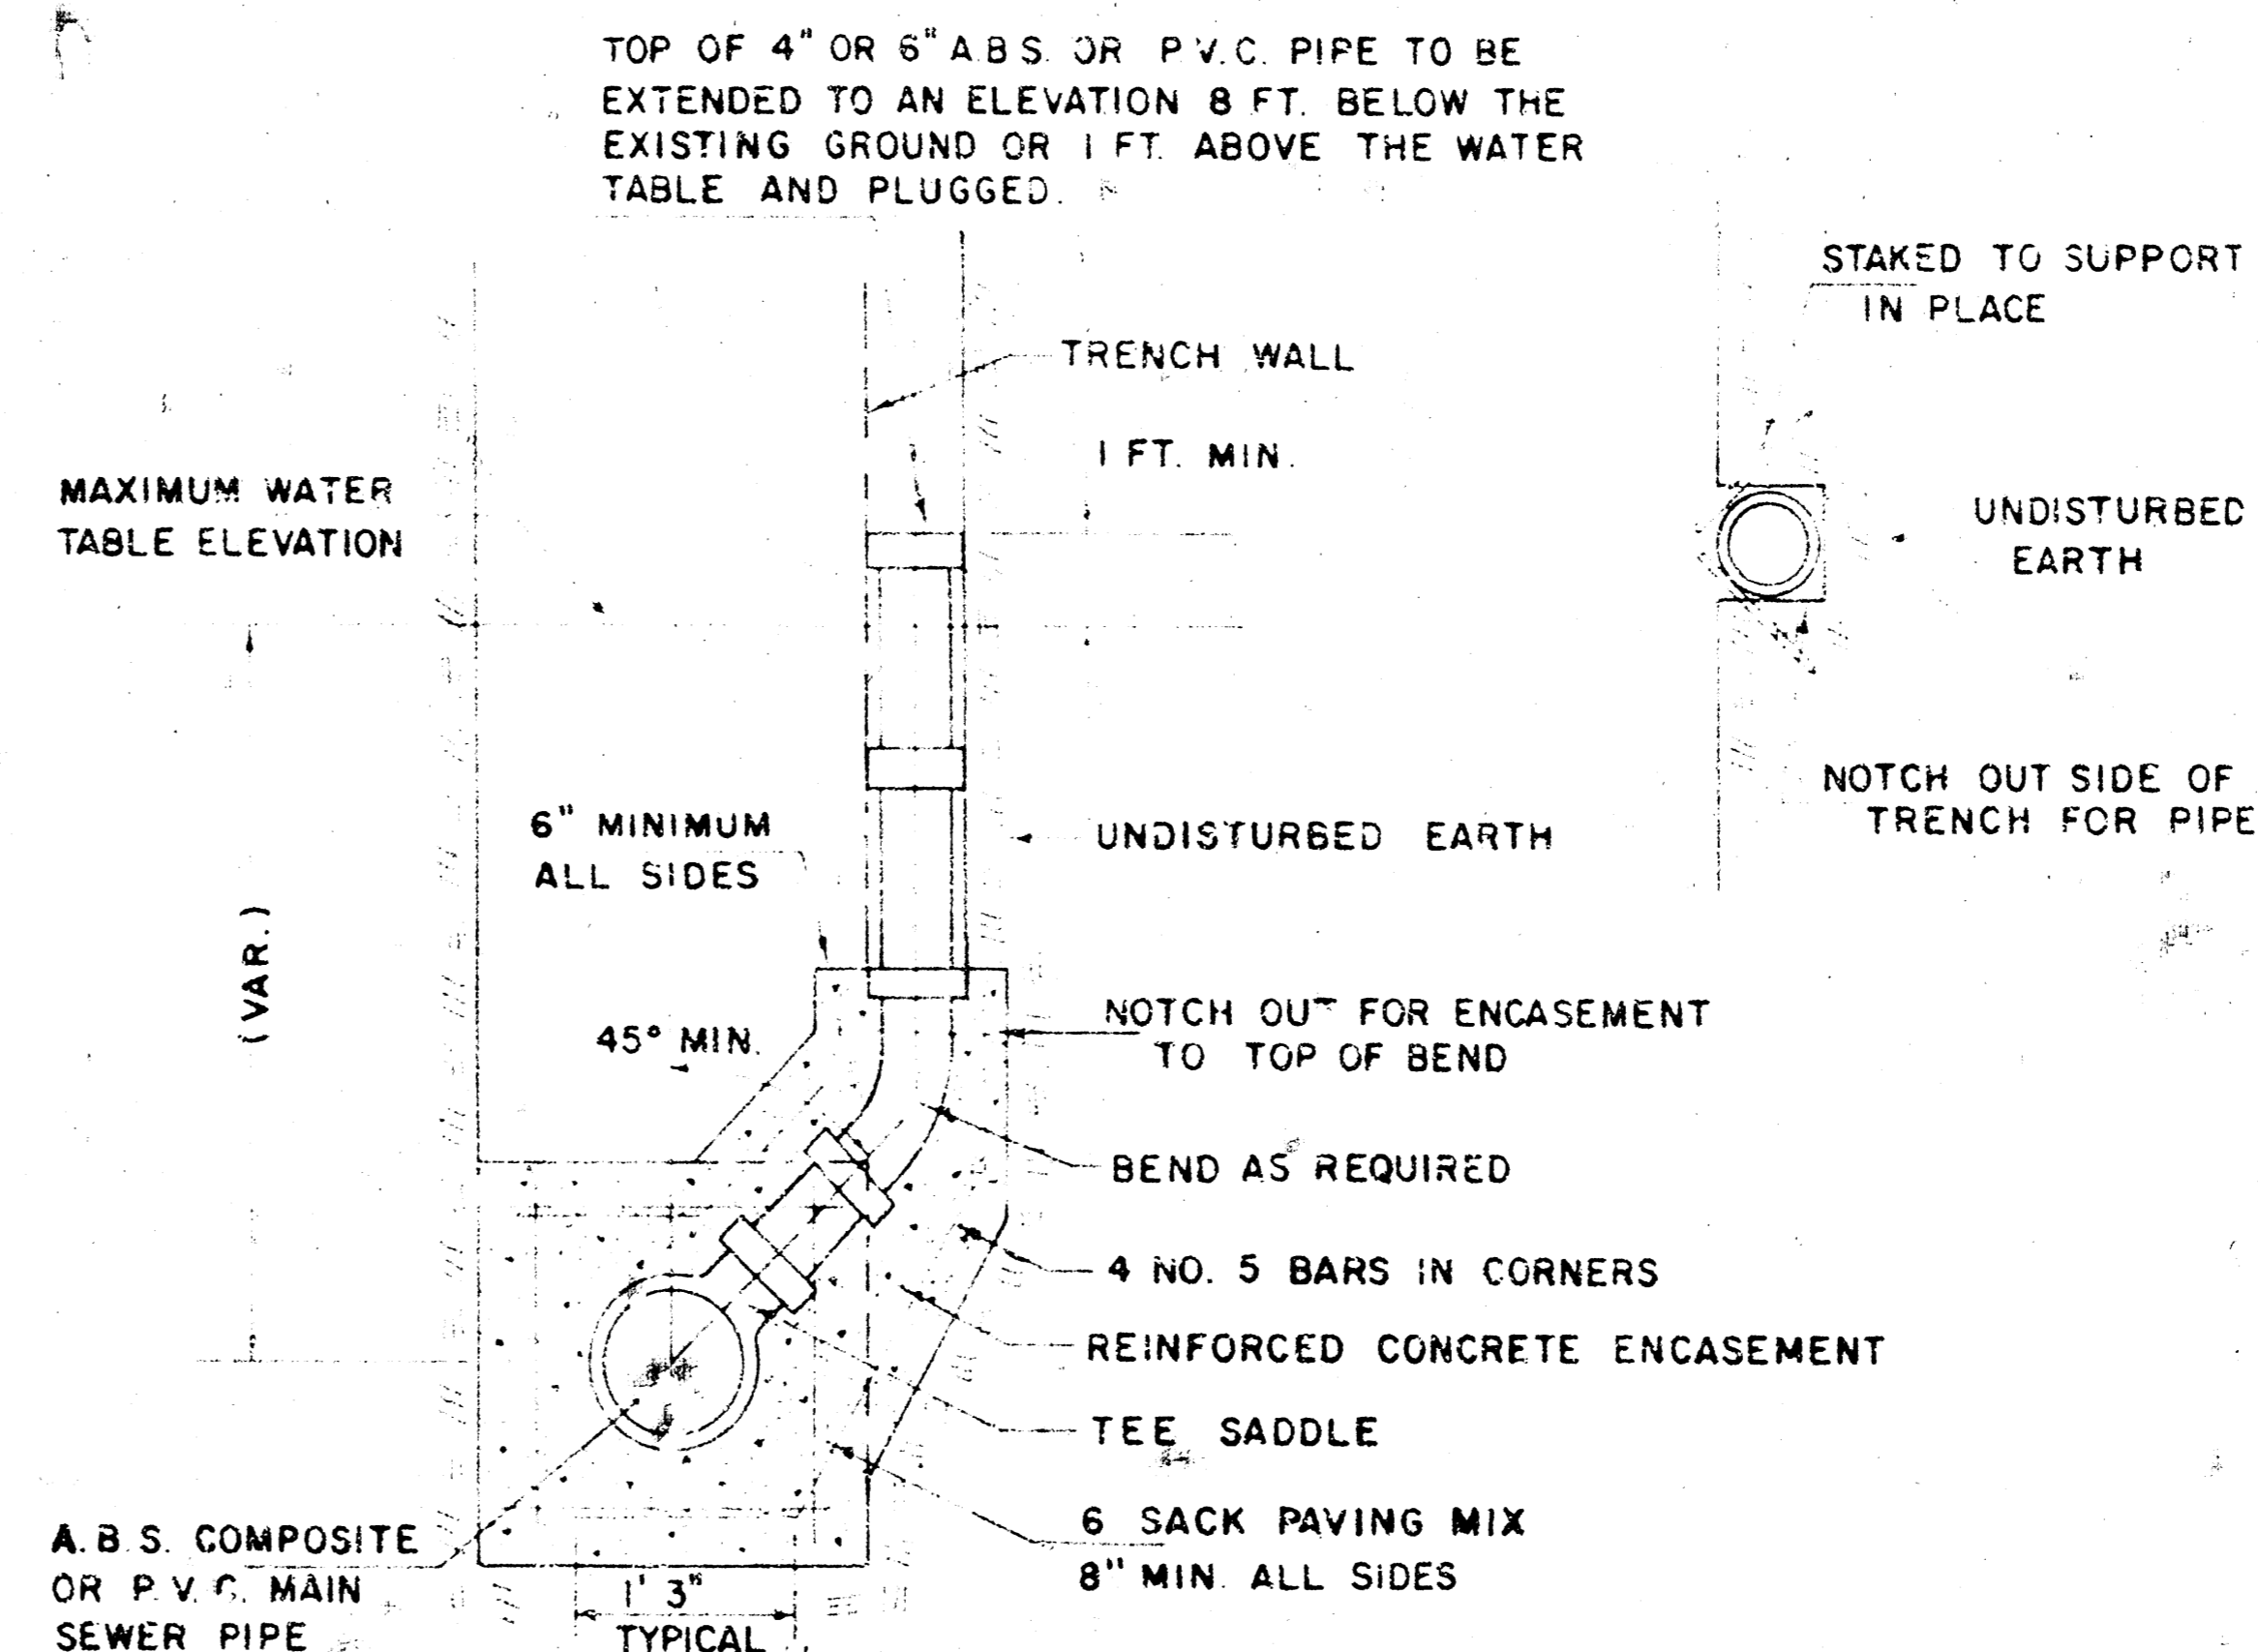 TOP OF 4" OR 6" A.B.S. OR P.V.C. PIPE TO BE
EXTENDED TO AN ELEVATION 8 FT. BELOW THE
EXISTING GROUND OR 1 FT. ABOVE THE WATER
TABLE AND PLUGGED.
STAKED TO SUPPORT
IN PLACE
TRENCH WALL
1 FT. MIN.
MAXIMUM WATER
TABLE ELEVATION
UNDISTURBED
EARTH
NOTCH OUT SIDE OF
TRENCH FOR PIPE
6" MINIMUM
ALL SIDES
UNDISTURBED EARTH
(VAR.)
45° MIN.
NOTCH OUT FOR ENCASEMENT
TO TOP OF BEND
BEND AS REQUIRED
4 NO. 5 BARS IN CORNERS
REINFORCED CONCRETE ENCASEMENT
TEE SADDLE
6 SACK PAVING MIX
8" MIN. ALL SIDES
A.B.S. COMPOSITE
OR P.V.C. MAIN
SEWER PIPE
1' 3"
TYPICAL